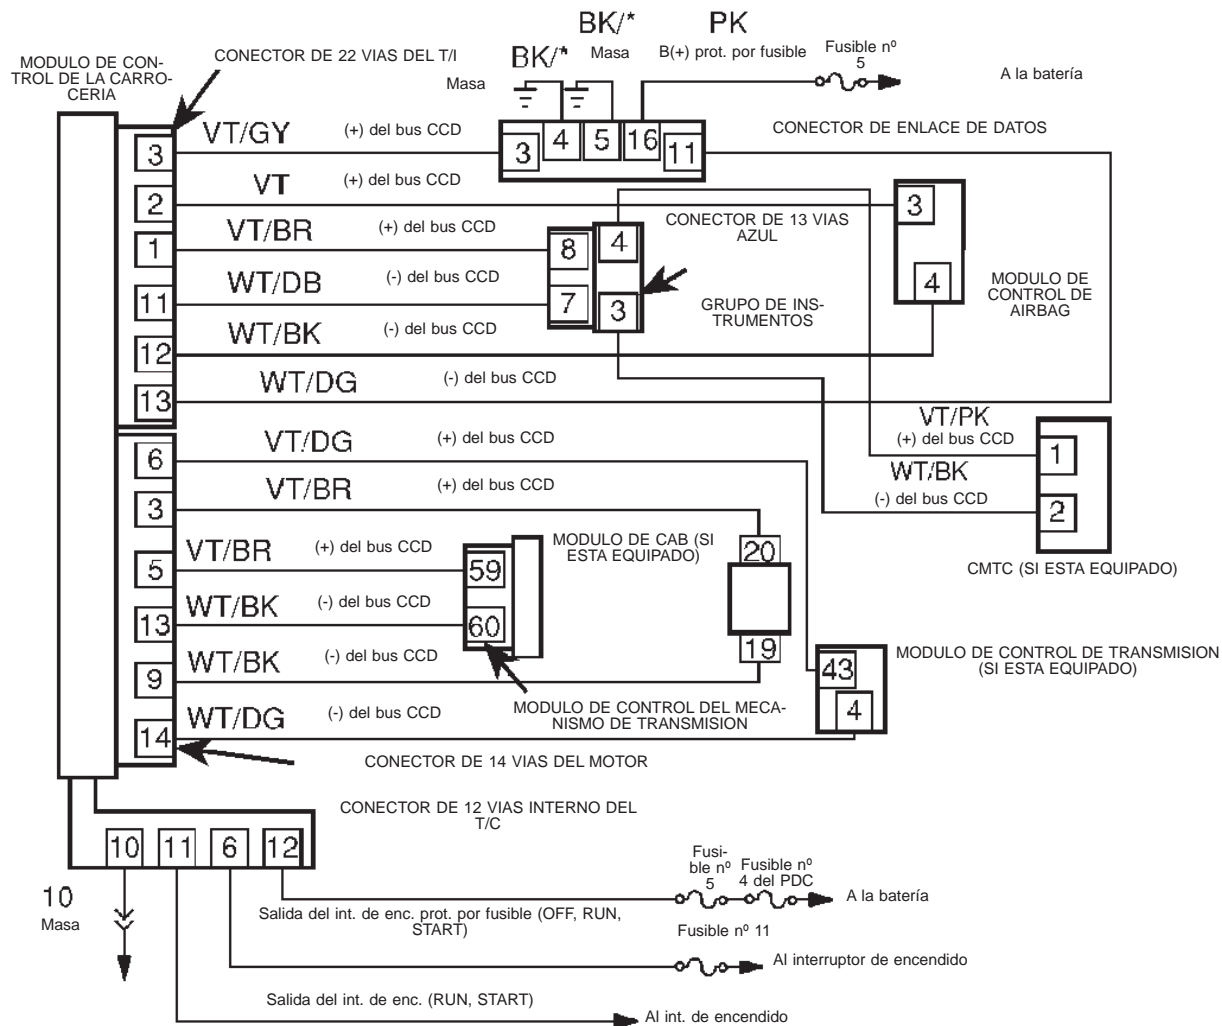 BK/*
PK
BK/*
Masa
B(+) prot. por fusible
Fusible nº
5
A la batería
MODULO DE CON-
TROL DE LA CARRO-
CERIA
CONECTOR DE 22 VIAS DEL T/I
Masa
VT/GY
(+) del bus CCD
CONECTOR DE ENLACE DE DATOS
3
3
4
5
16
11
VT
(+) del bus CCD
2
3
CONECTOR DE 13 VIAS
AZUL
VT/BR
(+) del bus CCD
1
8
4
WT/DB
(-) del bus CCD
11
7
3
GRUPO DE INS-
TRUMENTOS
4
MODULO DE
CONTROL DE
AIRBAG
WT/BK
(-) del bus CCD
12
WT/DG
(-) del bus CCD
13
VT/PK
(+) del bus CCD
1
WT/BK
(-) del bus CCD
2
CMTC (SI ESTA EQUIPADO)
VT/DG
(+) del bus CCD
6
VT/BR
(+) del bus CCD
3
MODULO DE CAB (SI
ESTA EQUIPADO)
20
VT/BR
(+) del bus CCD
5
59
WT/BK
(-) del bus CCD
13
60
19
WT/BK
(-) del bus CCD
9
MODULO DE CONTROL DE TRANSMISION
(SI ESTA EQUIPADO)
43
4
WT/DG
(-) del bus CCD
14
MODULO DE CONTROL DEL MECA-
NISMO DE TRANSMISION
CONECTOR DE 14 VIAS DEL MOTOR
CONECTOR DE 12 VIAS INTERNO DEL
T/C
10
11
6
12
10
Masa
Fusi-
ble nº
5
Fusible nº
4 del PDC
A la batería
Salida del int. de enc. prot. por fusible (OFF, RUN,
START)
Fusible nº 11
Al interruptor de encendido
Salida del int. de enc. (RUN, START)
Al int. de encendido